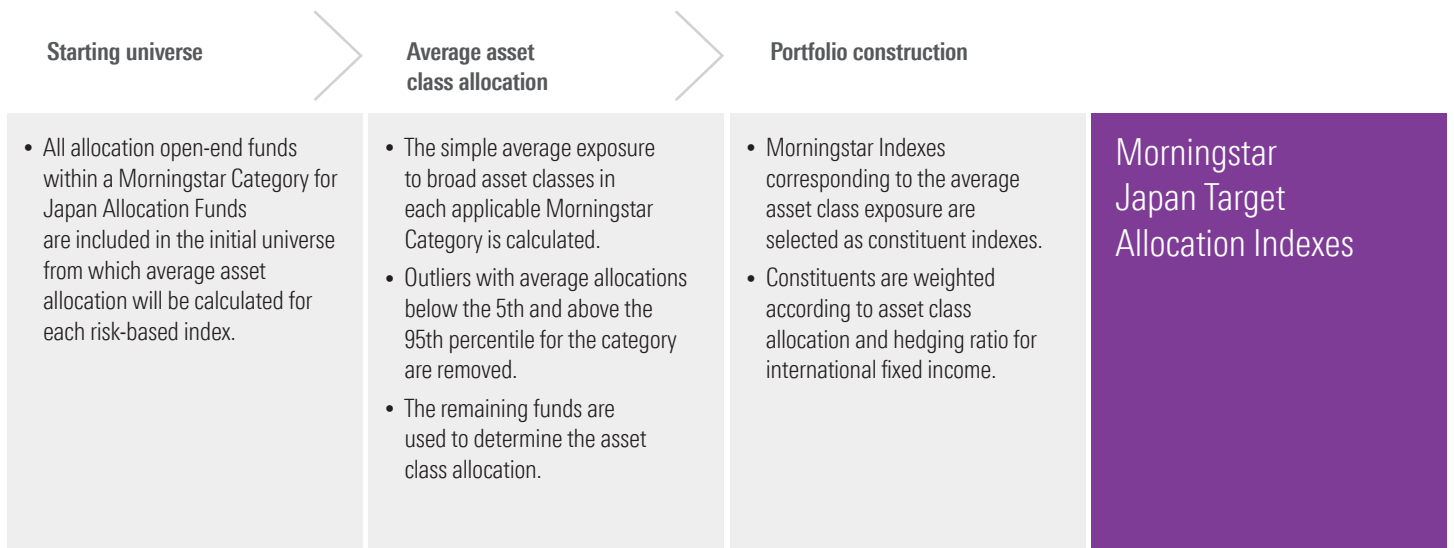 Starting universe
Average asset
class allocation
Portfolio construction
• All allocation open-end funds
within a Morningstar Category for
Japan Allocation Funds
are included in the initial universe
from which average asset
allocation will be calculated for
each risk-based index.
• The simple average exposure
to broad asset classes in
each applicable Morningstar
Category is calculated.
• Outliers with average allocations
below the 5th and above the
95th percentile for the category
are removed.
• The remaining funds are
used to determine the asset
class allocation.
• Morningstar Indexes
corresponding to the average
asset class exposure are
selected as constituent indexes.
• Constituents are weighted
according to asset class
allocation and hedging ratio for
international fixed income.
Morningstar
Japan Target
Allocation Indexes